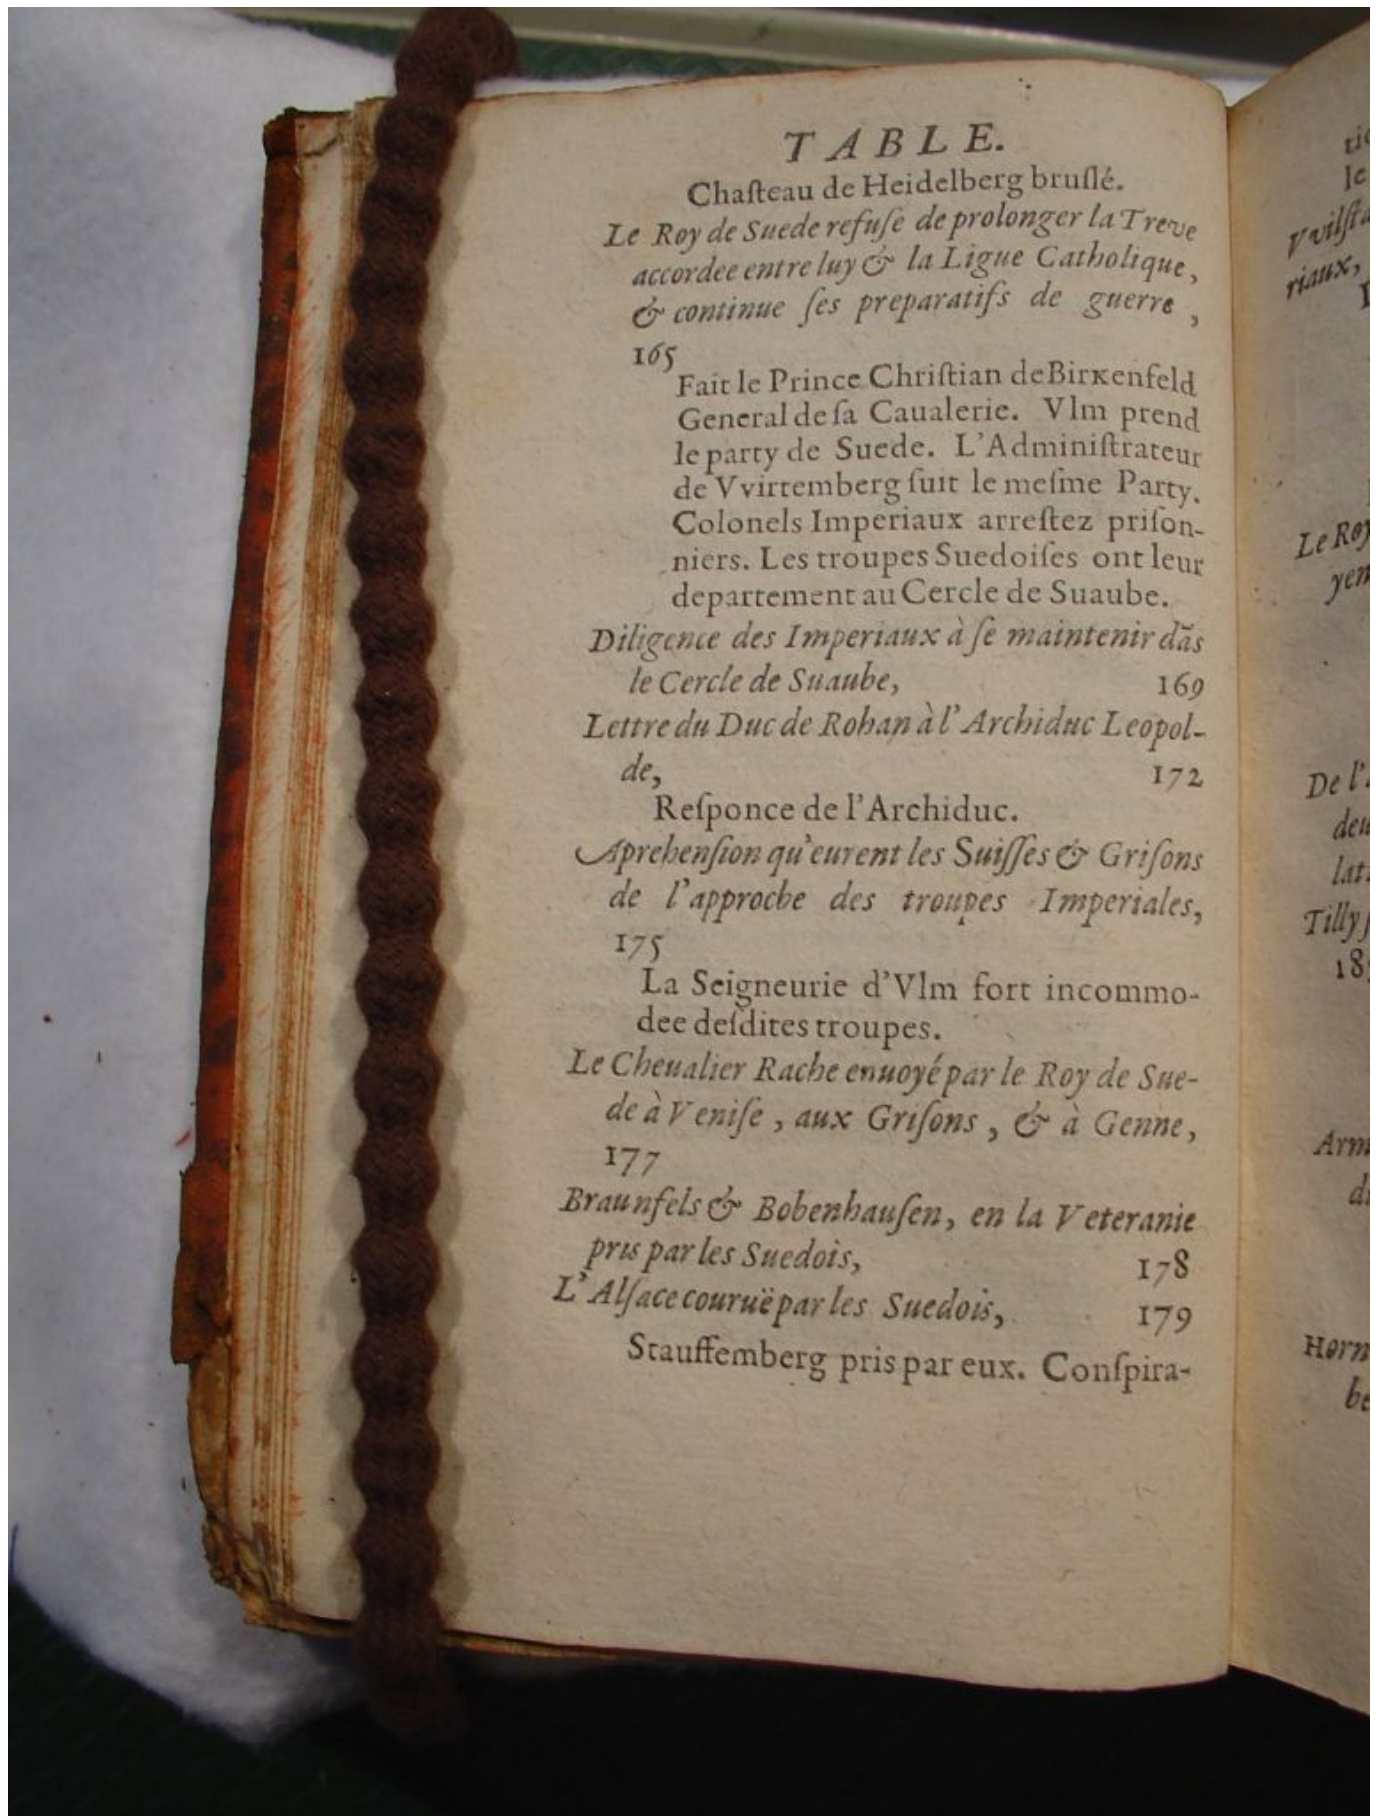 TABLE.
Chaſteau de Heidelberg bruſlé.
Le Roy de Suede refuſe de prolonger la Treve
accordee entre luy & la Ligue Catholique,
& continue ſes preparatifs de guerre,
165
Fait le Prince Chriſtian de Birκenfeld
General de ſa Caualerie. Vlm prend
le party de Suede. L'Adminiſtrateur
de Vvirtemberg ſuit le meſme Party.
Colonels Imperiaux arreſtez priſon-
niers. Les troupes Suedoiſes ont leur
departement au Cercle de Suaube.
Diligence des Imperiaux à ſe maintenir dãs
le Cercle de Suaube, 169
Lettre du Duc de Rohan à l'Archiduc Leopol-
de, 172
Reſponce de l'Archiduc.
Aprehenſion qu'eurent les Suiſſes & Griſons
de l'approche des troupes Imperiales,
175
La Seigneurie d'Vlm fort incommo-
dee deſdites troupes.
Le Cheualier Rache enuoyé par le Roy de Sue-
de à Veniſe, aux Griſons, & à Genne,
177
Braunfels & Bobenhauſen, en la Veteranie
pris par les Suedois, 178
L'Alſace couruë par les Suedois, 179
Stauffemberg pris par eux. Conſpira-
Le Roy
De l'
Tilly